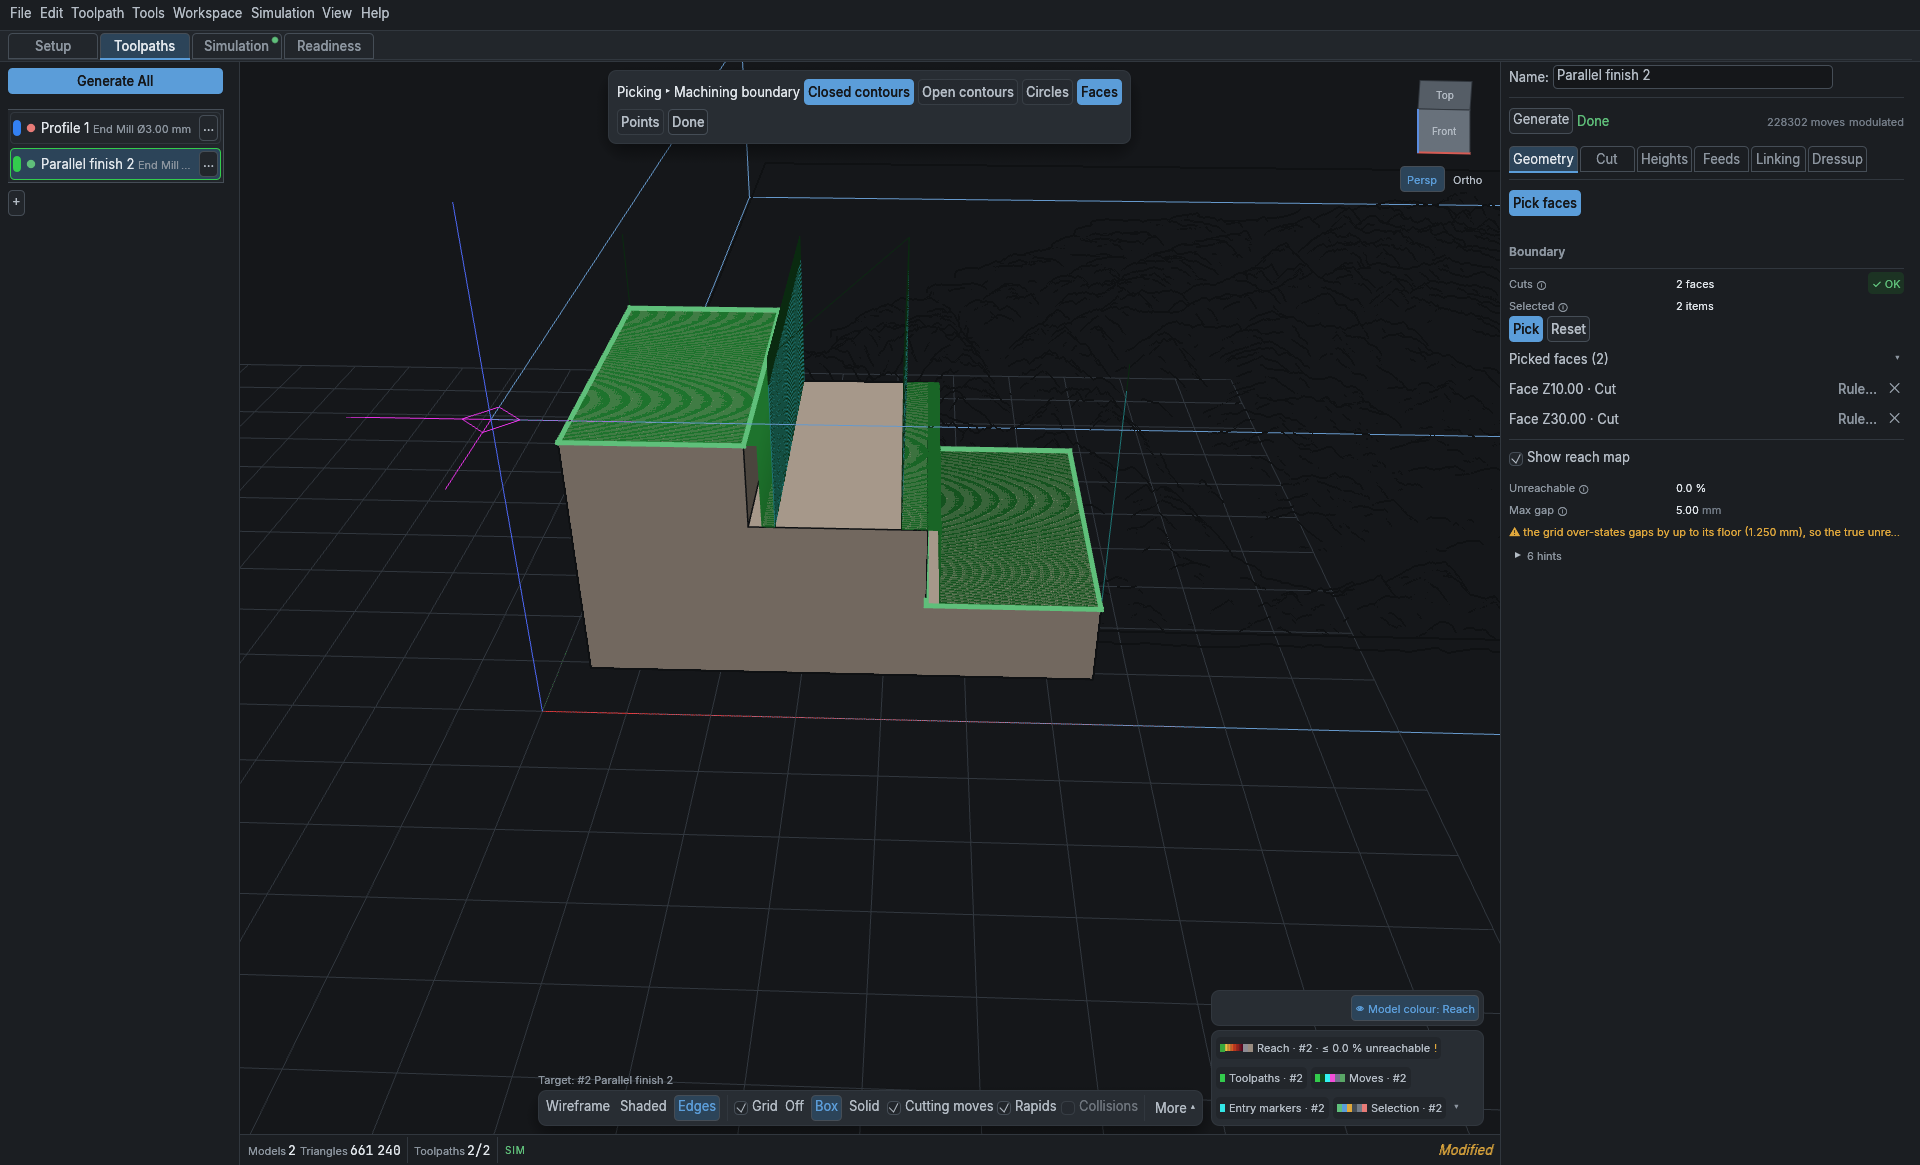 File Edit Toolpath Tools Workspace Simulation View Help
Setup Toolpaths Simulation Readiness
Generate All
Profile 1 End Mill Ø3.00 mm ...
Parallel finish 2 End Mill ... ...
+
Picking ‣ Machining boundary Closed contours Open contours Circles Faces
Points Done
Top
Front
Persp Ortho
Name: Parallel finish 2
Generate Done 228302 moves modulated
Geometry Cut Heights Feeds Linking Dressup
Pick faces
Boundary
Cuts 2 faces ✓ OK
Selected 2 items
Pick Reset
Picked faces (2)
Face Z10.00 · Cut Rule...
Face Z30.00 · Cut Rule...
Show reach map
Unreachable 0.0 %
Max gap 5.00 mm
the grid over-states gaps by up to its floor (1.250 mm), so the true unre...
6 hints
Model colour: Reach
Reach · #2 · ≤ 0.0 % unreachable !
Toolpaths · #2 Moves · #2
Entry markers · #2 Selection · #2
Target: #2 Parallel finish 2
Wireframe Shaded Edges Grid Off Box Solid Cutting moves Rapids Collisions More
Models 2 Triangles 661 240 Toolpaths 2/2 SIM Modified